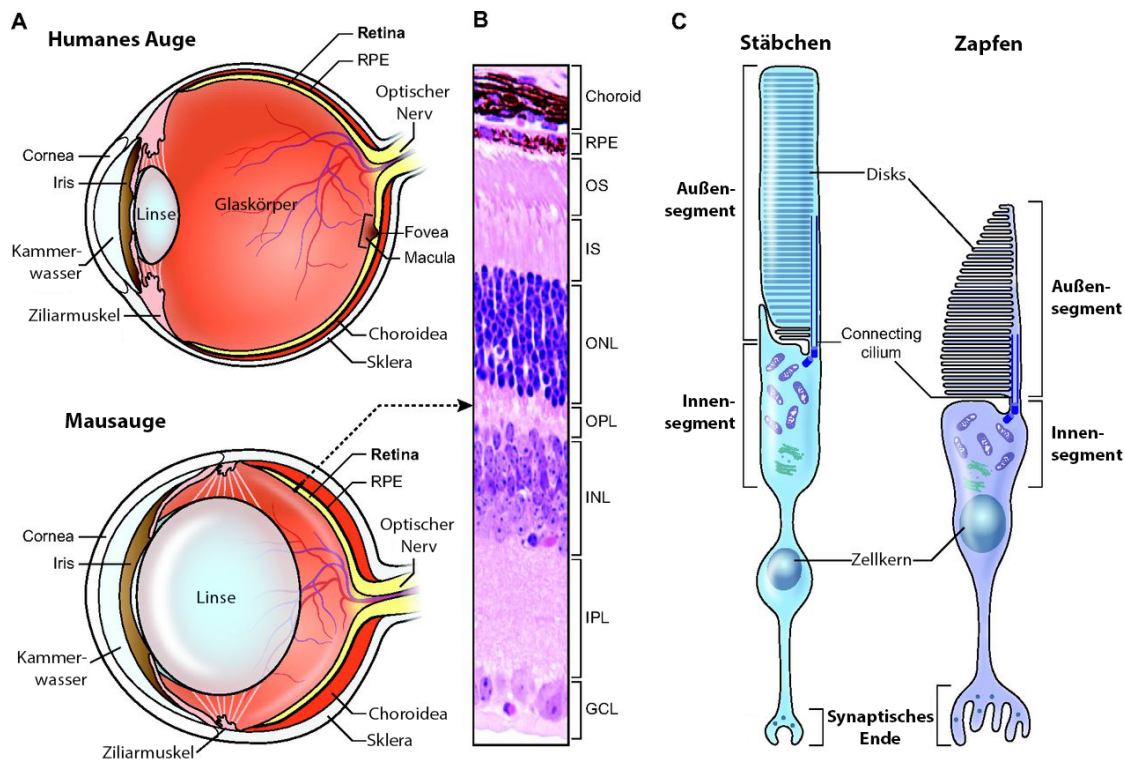 A
Humanes Auge
Retina
RPE
Optischer
Nerv
Cornea
Iris
Linse
Glaskörper
Kammer-
wasser
Fovea
Macula
Ziliarmuskel
Choroidea
Sklera
Mausauge
Retina
RPE
Optischer
Nerv
Cornea
Iris
Linse
Kammer-
wasser
Choroidea
Sklera
Ziliarmuskel
B
Choroid
RPE
OS
IS
ONL
OPL
INL
IPL
GCL
C
Stäbchen
Zapfen
Außen-
segment
Disks
Außen-
segment
Connecting
cilium
Innen-
segment
Innen-
segment
Zellkern
Synaptisches
Ende